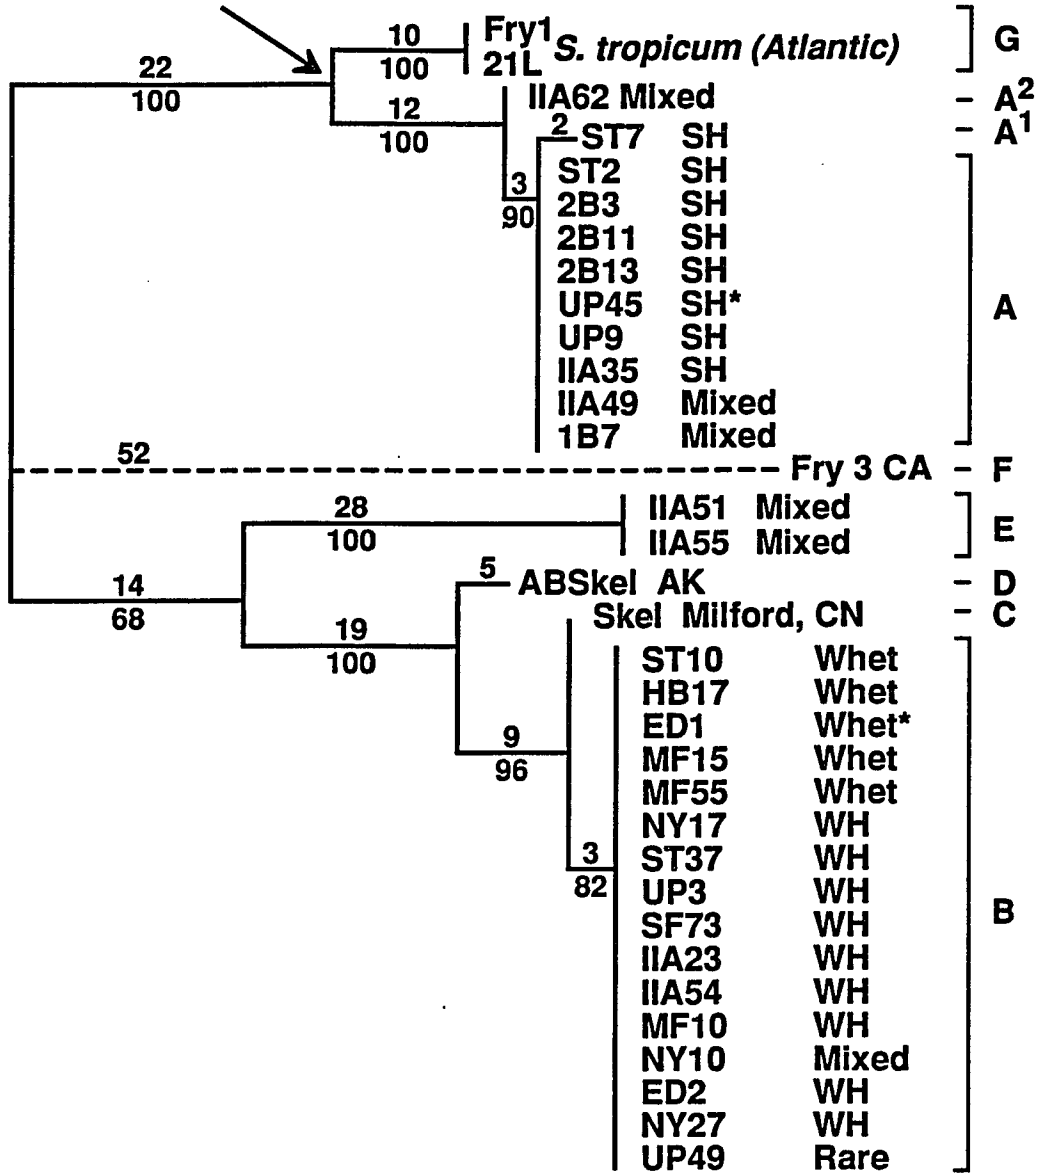 Fry1
10
S. tropicum (Atlantic)
G
100
21L
22
100
IIA62 Mixed
A2
12
100
2
ST7 SH
A1
ST2 SH
3
90
2B3 SH
2B11 SH
2B13 SH
UP45 SH*
A
UP9 SH
IIA35 SH
IIA49 Mixed
1B7 Mixed
52
Fry 3 CA
F
28
100
IIA51 Mixed
IIA55 Mixed
E
14
68
5
ABSkel AK
D
Skel Milford, CN
C
19
100
ST10 Whet
HB17 Whet
ED1 Whet*
9
96
MF15 Whet
MF55 Whet
NY17 WH
3
82
ST37 WH
UP3 WH
B
SF73 WH
IIA23 WH
IIA54 WH
MF10 WH
NY10 Mixed
ED2 WH
NY27 WH
UP49 Rare